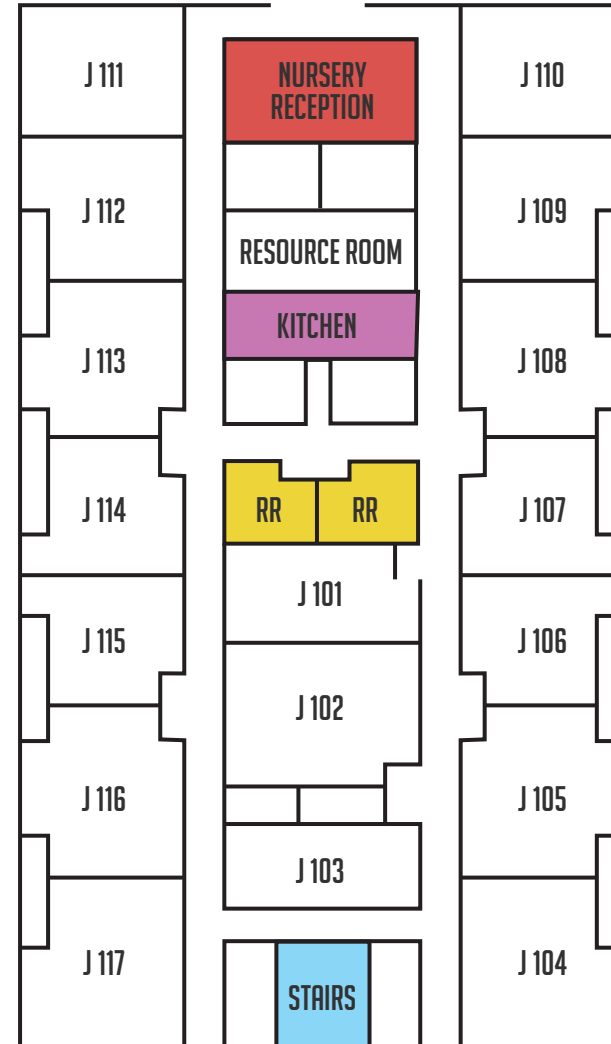 J 111
NURSERY
RECEPTION
J 110
J 112
J 109
RESOURCE ROOM
KITCHEN
J 113
J 108
J 114
RR
RR
J 107
J 101
J 115
J 106
J 102
J 116
J 105
J 103
J 117
STAIRS
J 104